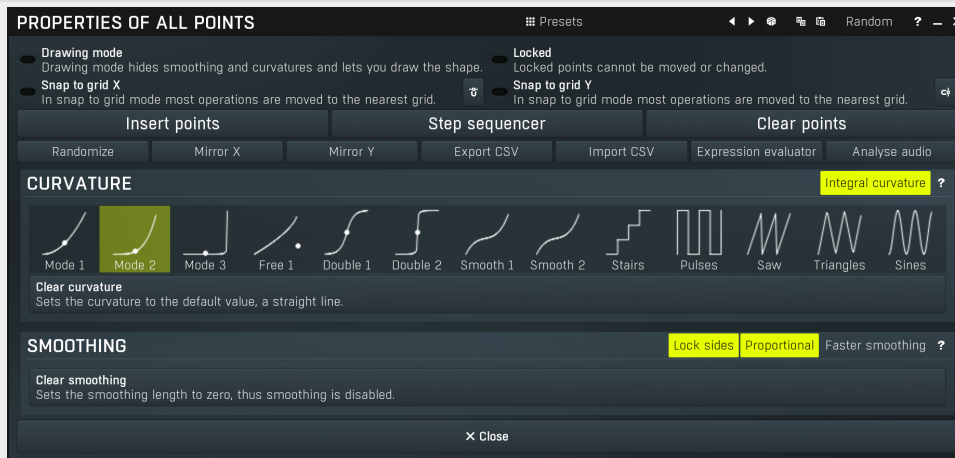 PROPERTIES OF ALL POINTS Presets Random ?
Drawing mode Locked
Drawing mode hides smoothing and curvatures and lets you draw the shape. Locked points cannot be moved or changed.
Snap to grid X Snap to grid Y
In snap to grid mode most operations are moved to the nearest grid. In snap to grid mode most operations are moved to the nearest grid.
Insert points Step sequencer Clear points
Randomize Mirror X Mirror Y Export CSV Import CSV Expression evaluator Analyse audio
CURVATURE Integral curvature ?
Mode 1 Mode 2 Mode 3 Free 1 Double 1 Double 2 Smooth 1 Smooth 2 Stairs Pulses Saw Triangles Sines
Clear curvature
Sets the curvature to the default value, a straight line.
SMOOTHING Lock sides Proportional Faster smoothing ?
Clear smoothing
Sets the smoothing length to zero, thus smoothing is disabled.
Close